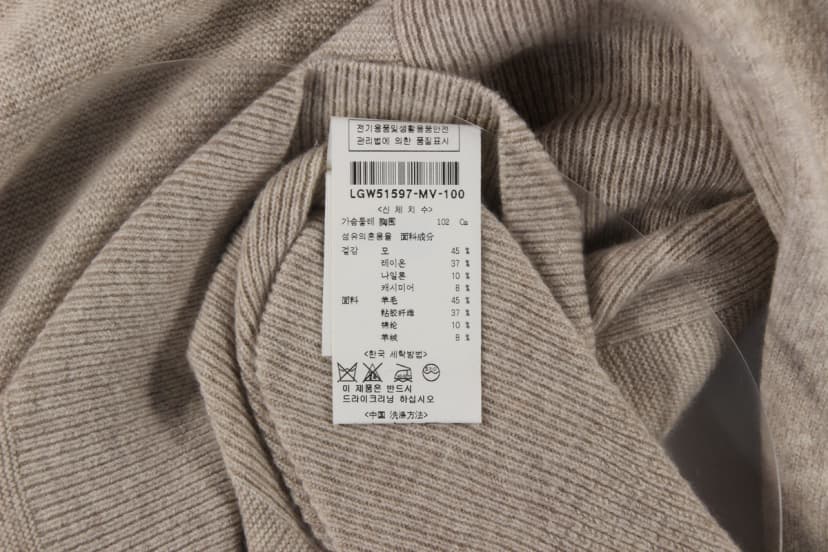 전기용품및생활용품안전
관리법에 의한 품질표시
LGW51597-MV-100
<신 체 치 수>
가슴둘레 胸围 102 Cm
섬유의혼용율 面料成分
겉감 모 45 %
레이온 37 %
나일론 10 %
캐시미어 8 %
面料 羊毛 45 %
粘胶纤维 37 %
锦纶 10 %
羊绒 8 %
<한국 세탁방법>
이 제품은 반드시
드라이크리닝 하십시오
<中国 洗涤方法>